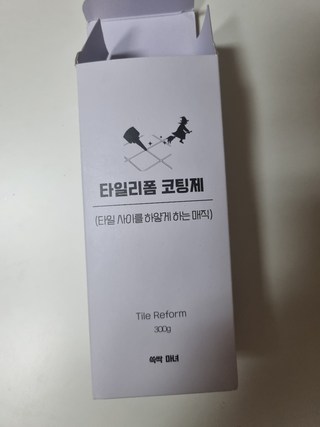 타일리폼 코팅제
(타일 사이를 하얗게 하는 매직)
Tile Reform
300g
쓱싹 마녀